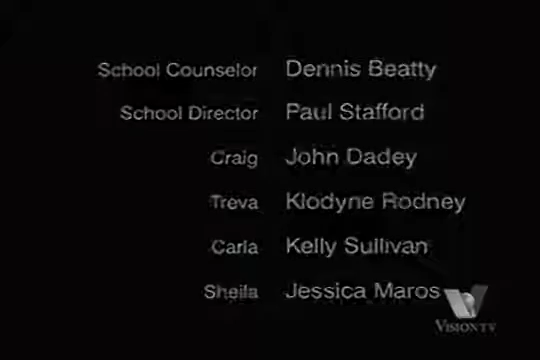 School Counselor Dennis Beatty
School Director Paul Stafford
Craig John Dadey
Treva Klodyne Rodney
Carla Kelly Sullivan
Sheila Jessica Maros
VISIONTV